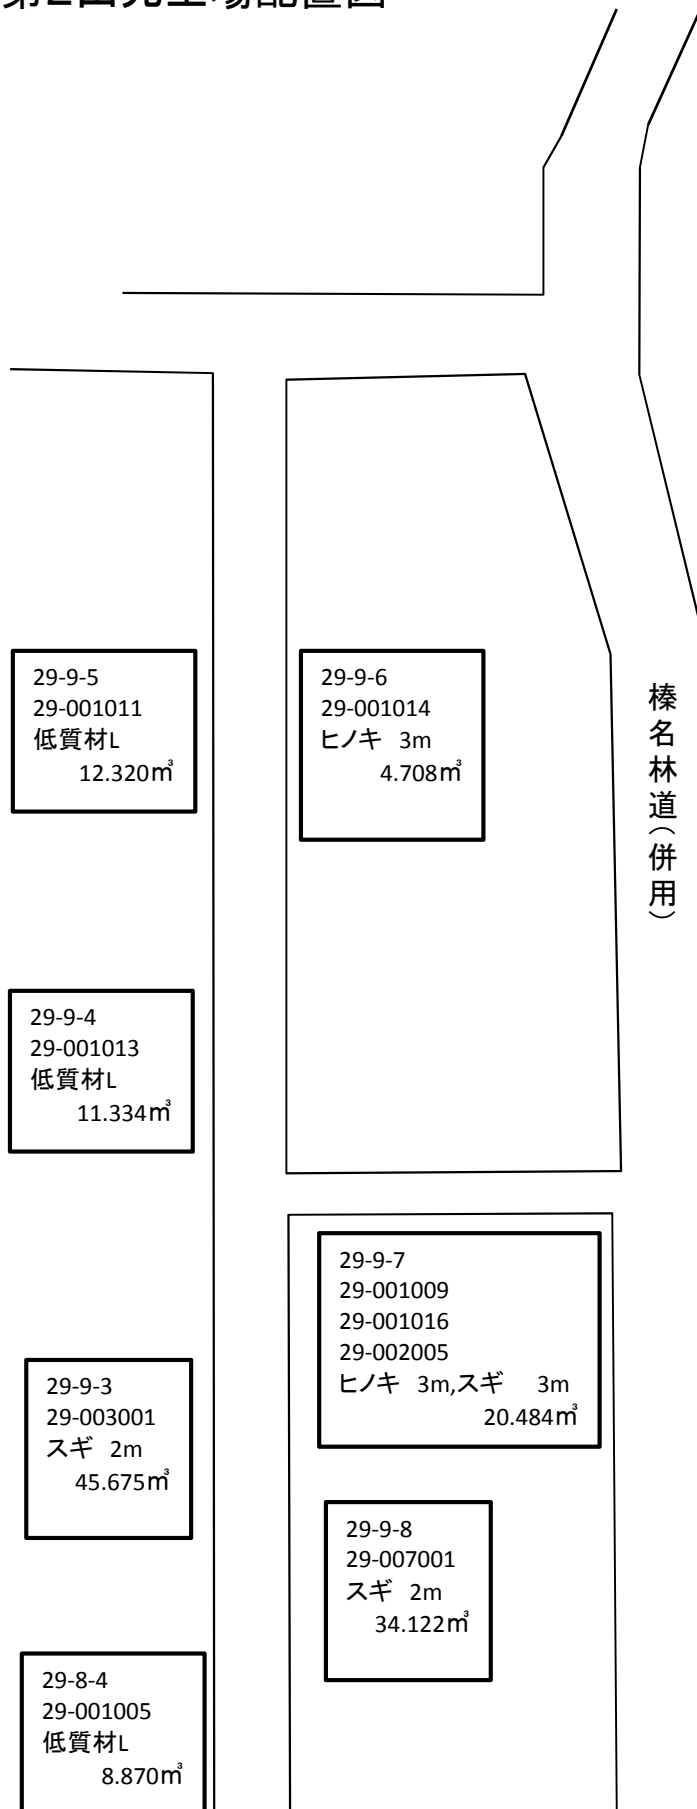 第2山元土場配置図
29-9-5
29-001011
低質材L
12.320㎥
29-9-6
29-001014
ヒノキ 3m
4.708㎥
榛名林道（併用）
29-9-4
29-001013
低質材L
11.334㎥
29-9-7
29-001009
29-001016
29-002005
ヒノキ 3m,スギ 3m
20.484㎥
29-9-3
29-003001
スギ 2m
45.675㎥
29-9-8
29-007001
スギ 2m
34.122㎥
29-8-4
29-001005
低質材L
8.870㎥